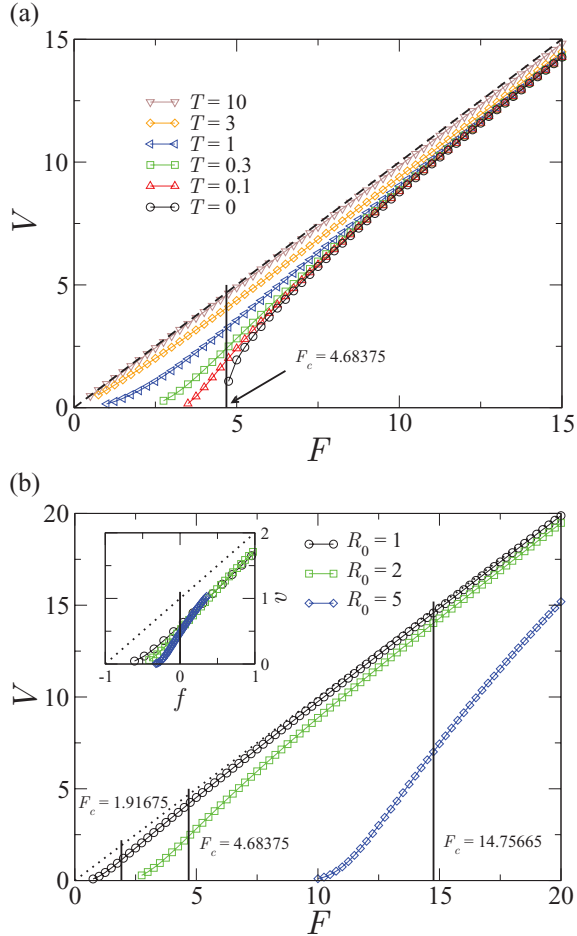 (a)
15
10
5
0
V
T = 10
T = 3
T = 1
T = 0.3
T = 0.1
T = 0
F_c = 4.68375
0 5 10 15
F
(b)
20
15
10
5
0
V
2
1
0
v
-1 0 1
f
R_0 = 1
R_0 = 2
R_0 = 5
F_c = 1.91675
F_c = 4.68375
F_c = 14.75665
0 5 10 15 20
F